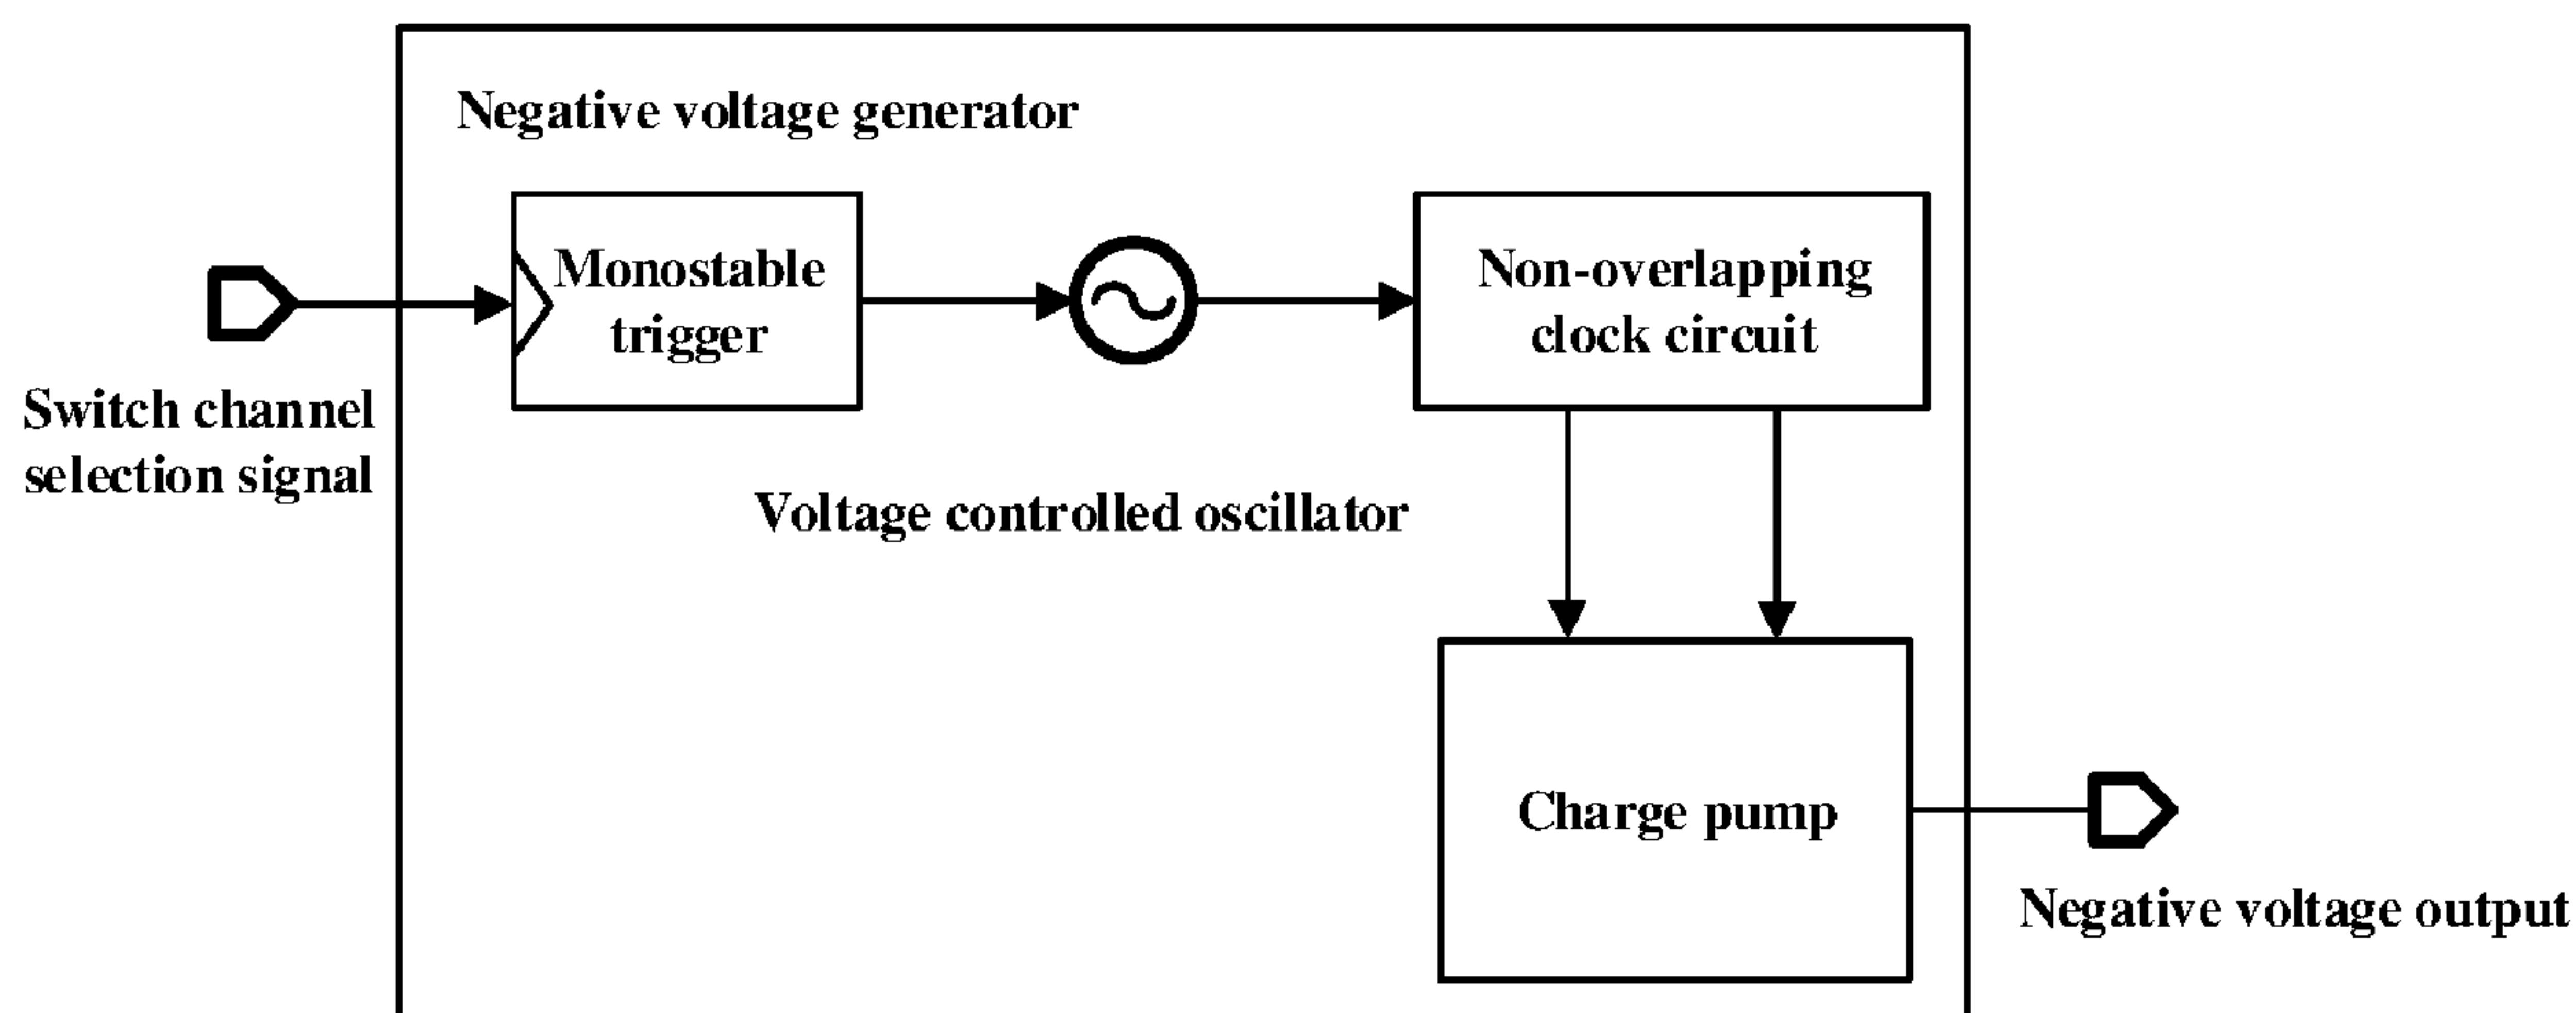 Negative voltage generator
Monostable
trigger
Non-overlapping
clock circuit
Switch channel
selection signal
Voltage controlled oscillator
Charge pump
Negative voltage output